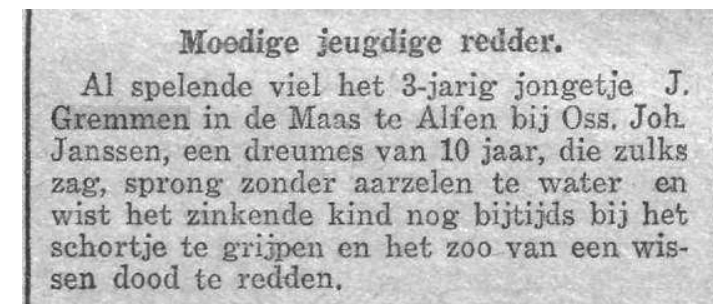 Moedige jeugdige redder.
Al spelende viel het 3-jarig jongetje J.
Gremmen in de Maas te Alfen bij Oss. Joh.
Janssen, een dreumes van 10 jaar, die zulks
zag, sprong zonder aarzelen te water en
wist het zinkende kind nog bijtijds bij het
schortje te grijpen en het zoo van een wis-
sen dood te redden.